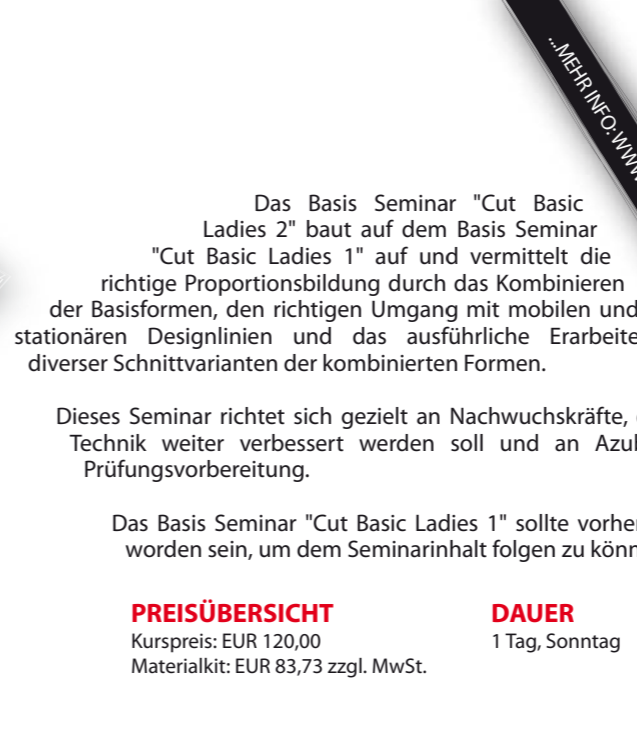 ...MEHR INFO: WWW
Das Basis Seminar "Cut Basic
Ladies 2" baut auf dem Basis Seminar
"Cut Basic Ladies 1" auf und vermittelt die
richtige Proportionsbildung durch das Kombinieren
der Basisformen, den richtigen Umgang mit mobilen und
stationären Designlinien und das ausführliche Erarbeite
diverser Schnittvarianten der kombinierten Formen.
Dieses Seminar richtet sich gezielt an Nachwuchskräfte,
Technik weiter verbessert werden soll und an Azu
Prüfungsvorbereitung.
Das Basis Seminar "Cut Basic Ladies 1" sollte vorhe
worden sein, um dem Seminarinhalt folgen zu könn
PREISÜBERSICHT DAUER
Kurspreis: EUR 120,00 1 Tag, Sonntag
Materialkit: EUR 83,73 zzgl. MwSt.